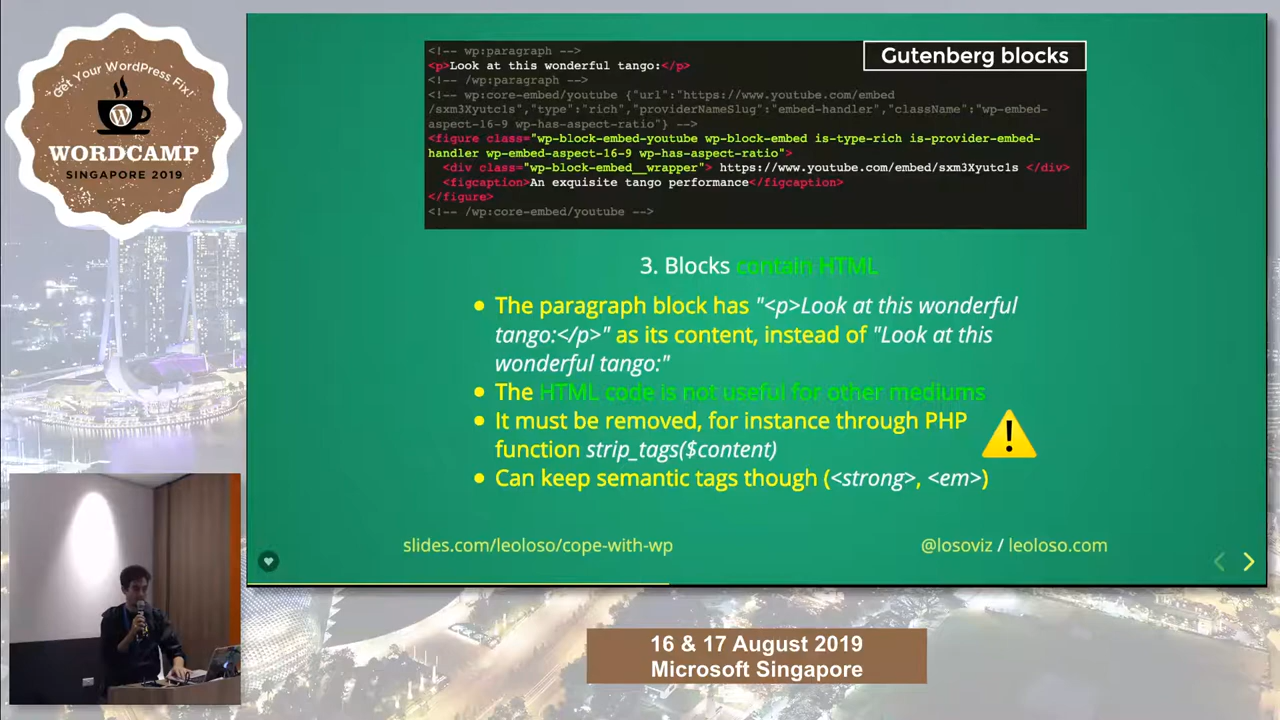 Get Your WordPress Fix!
WORDCAMP
SINGAPORE 2019
Gutenberg blocks
<!-- wp:paragraph -->
<p>Look at this wonderful tango:</p>
<!-- /wp:paragraph -->
<!-- wp:core-embed/youtube {"url":"https://www.youtube.com/embed
/sxm3Xyutc1s","type":"rich","providerNameSlug":"embed-handler","className":"wp-embed-
aspect-16-9 wp-has-aspect-ratio"} -->
<figure class="wp-block-embed-youtube wp-block-embed is-type-rich is-provider-embed-
handler wp-embed-aspect-16-9 wp-has-aspect-ratio">
<div class="wp-block-embed__wrapper"> https://www.youtube.com/embed/sxm3Xyutc1s </div>
<figcaption>An exquisite tango performance</figcaption>
</figure>
<!-- /wp:core-embed/youtube -->
3. Blocks contain HTML
The paragraph block has "<p>Look at this wonderful
tango:</p>" as its content, instead of "Look at this
wonderful tango:"
The HTML code is not useful for other mediums
It must be removed, for instance through PHP
function strip_tags($content)
Can keep semantic tags though (<strong>, <em>)
slides.com/leoloso/cope-with-wp
@losoviz / leoloso.com
16 & 17 August 2019
Microsoft Singapore